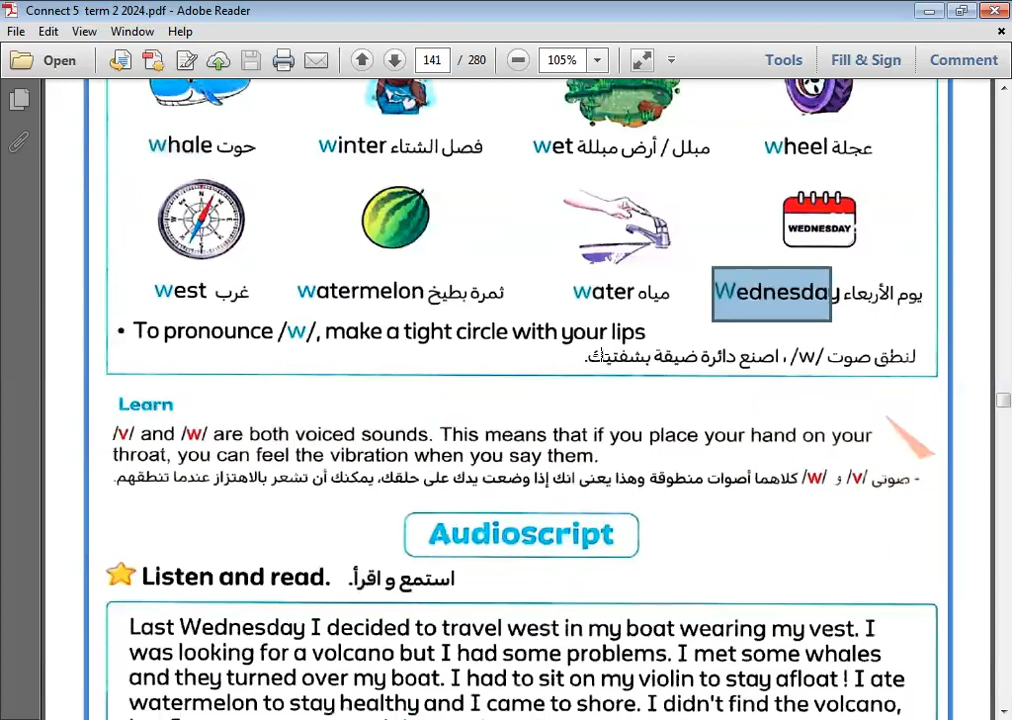 Connect 5 term 2 2024.pdf - Adobe Reader
File Edit View Window Help
Open 141 / 280 105% Tools Fill & Sign Comment
whale حوت winter فصل الشتاء wet مبلل / أرض مبللة wheel عجلة
N
WEDNESDAY
west غرب watermelon ثمرة بطيخ water مياه Wednesday يوم الأربعاء
• To pronounce /w/, make a tight circle with your lips
لنطق صوت /w/ ، اصنع دائرة ضيقة بشفتيك.
Learn
/v/ and /w/ are both voiced sounds. This means that if you place your hand on your
throat, you can feel the vibration when you say them.
- صوتى /v/ و /w/ كلاهما أصوات منطوقة وهذا يعنى انك إذا وضعت يدك على حلقك، يمكنك أن تشعر بالاهتزاز عندما تنطقهم.
Audioscript
Listen and read. استمع و اقرأ.
Last Wednesday I decided to travel west in my boat wearing my vest. I
was looking for a volcano but I had some problems. I met some whales
and they turned over my boat. I had to sit on my violin to stay afloat ! I ate
watermelon to stay healthy and I came to shore. I didn't find the volcano,